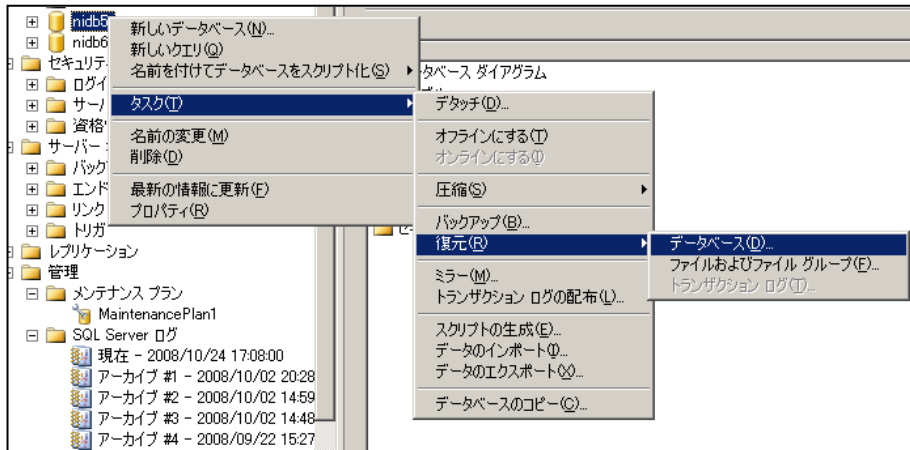 nidb5
nidb6
セキュリテ
ログイ
サーバ
資格
サーバー
バック
エンド
リンク
トリガ
レプリケーション
管理
メンテナンス プラン
MaintenancePlan1
SQL Server ログ
現在 - 2008/10/24 17:08:00
アーカイブ #1 - 2008/10/02 20:28
アーカイブ #2 - 2008/10/02 14:59
アーカイブ #3 - 2008/10/02 14:48
アーカイブ #4 - 2008/09/22 15:27
新しいデータベース(N)...
新しいクエリ(Q)
名前を付けてデータベースをスクリプト化(S)
タスク(T)
名前の変更(M)
削除(D)
最新の情報に更新(F)
プロパティ(R)
タベース ダイアグラム
デタッチ(D)...
オフラインにする(T)
オンラインにする(I)
圧縮(S)
バックアップ(B)...
復元(R)
ミラー(M)...
トランザクション ログの配布(L)...
スクリプトの生成(E)...
データのインポート(I)...
データのエクスポート(X)...
データベースのコピー(C)...
データベース(D)...
ファイルおよびファイル グループ(F)...
トランザクション ログ(T)...